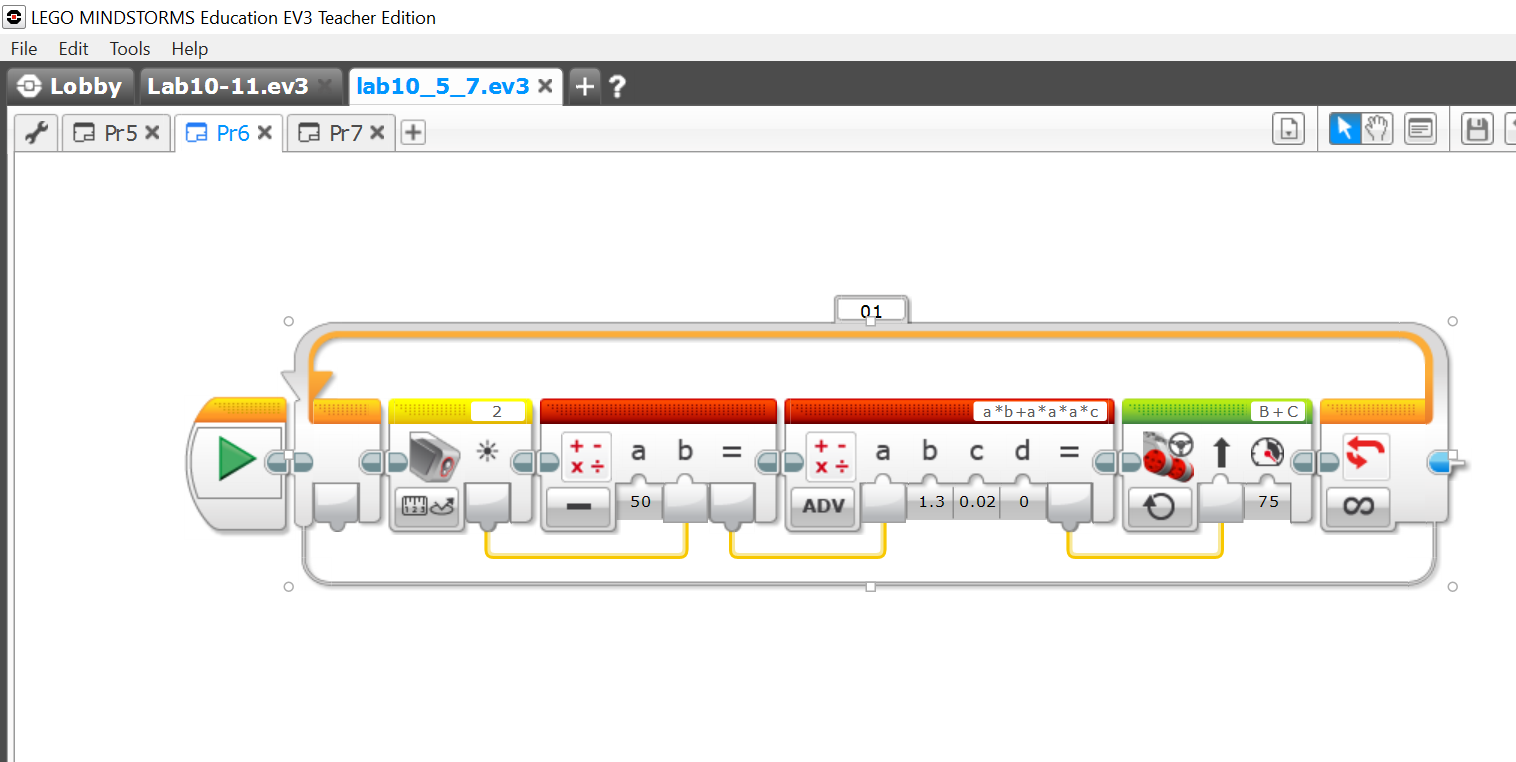 LEGO MINDSTORMS Education EV3 Teacher Edition
File Edit Tools Help
Lobby Lab10-11.ev3 lab10_5_7.ev3 + ?
Pr5 Pr6 Pr7 +
01
2 a*b+a*a*a*c B+C
a b = a b c d =
50 1.3 0.02 0 75
ADV